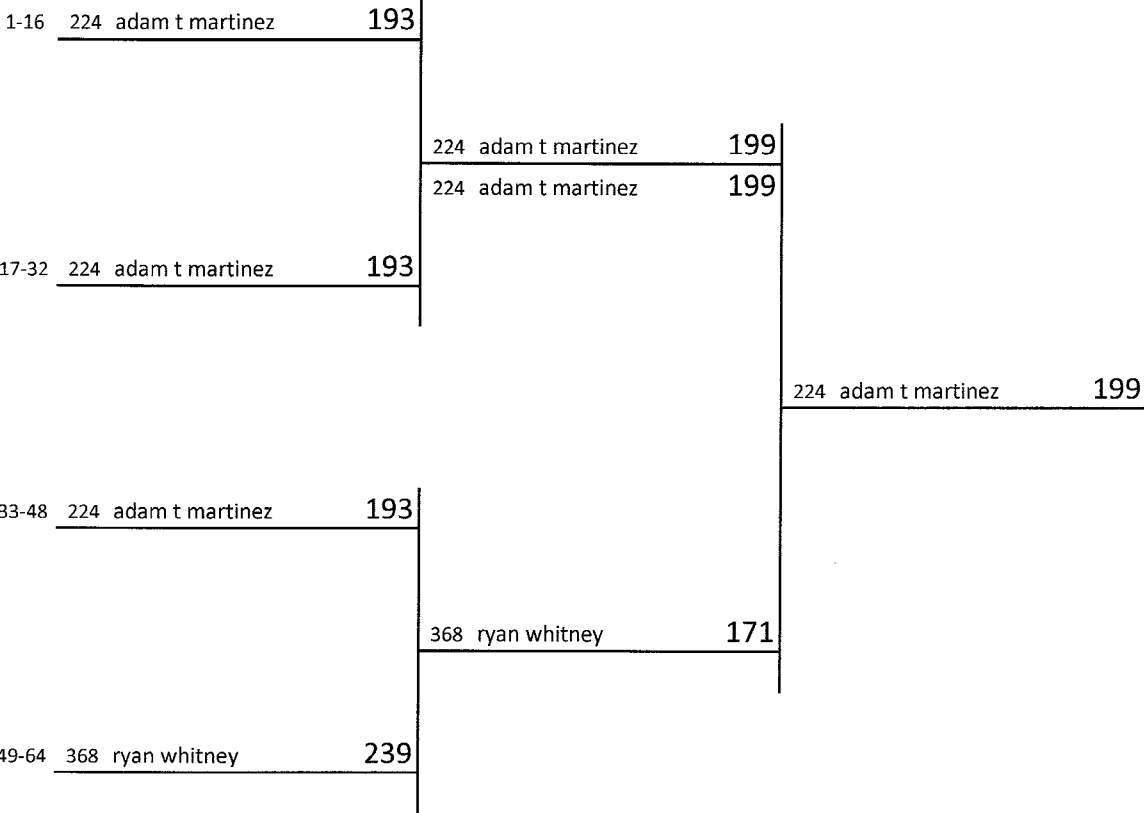 1-16 224 adam t martinez 193
224 adam t martinez 199
224 adam t martinez 199
17-32 224 adam t martinez 193
224 adam t martinez 199
33-48 224 adam t martinez 193
368 ryan whitney 171
49-64 368 ryan whitney 239